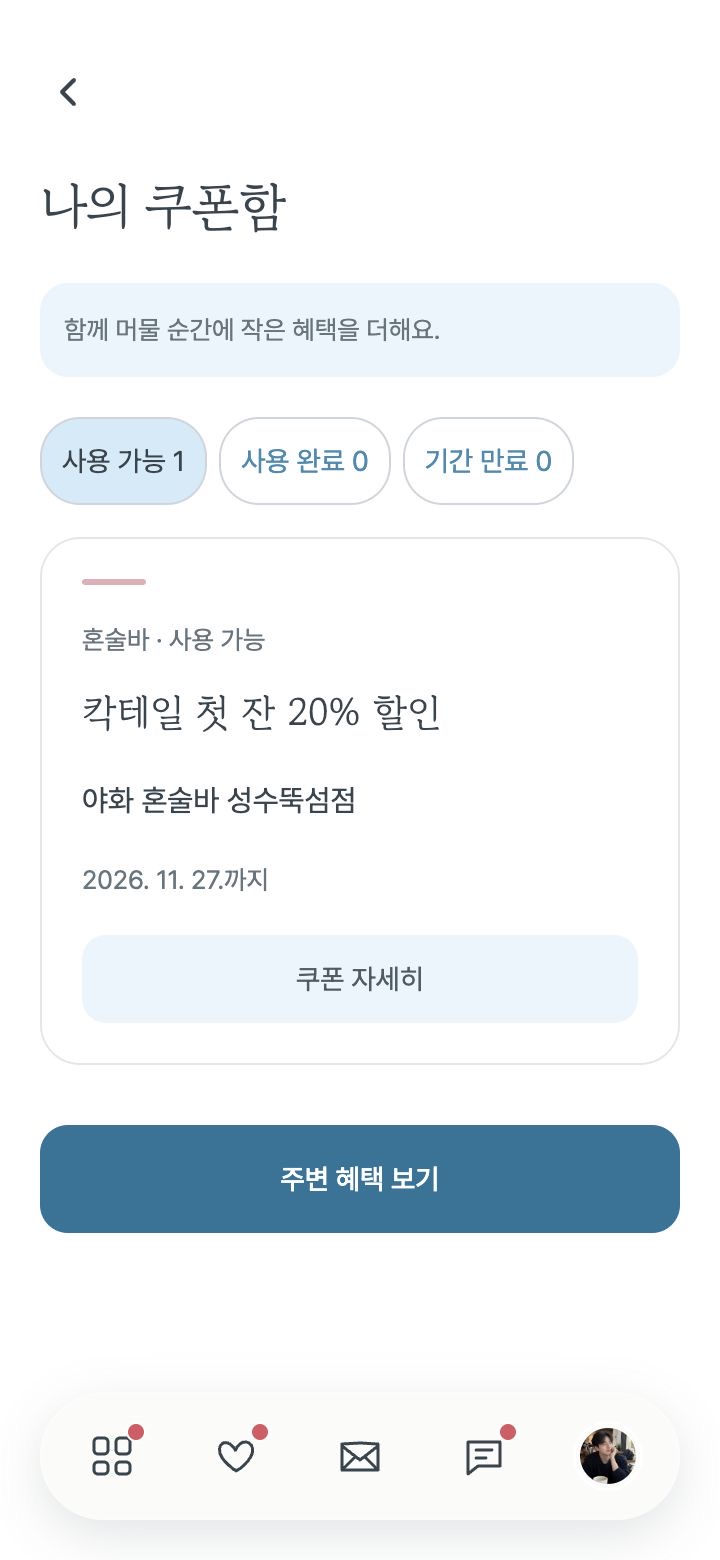 나의 쿠폰함
함께 머물 순간에 작은 혜택을 더해요.
사용 가능 1
사용 완료 0
기간 만료 0
혼술바 · 사용 가능
칵테일 첫 잔 20% 할인
야화 혼술바 성수뚝섬점
2026. 11. 27.까지
쿠폰 자세히
주변 혜택 보기